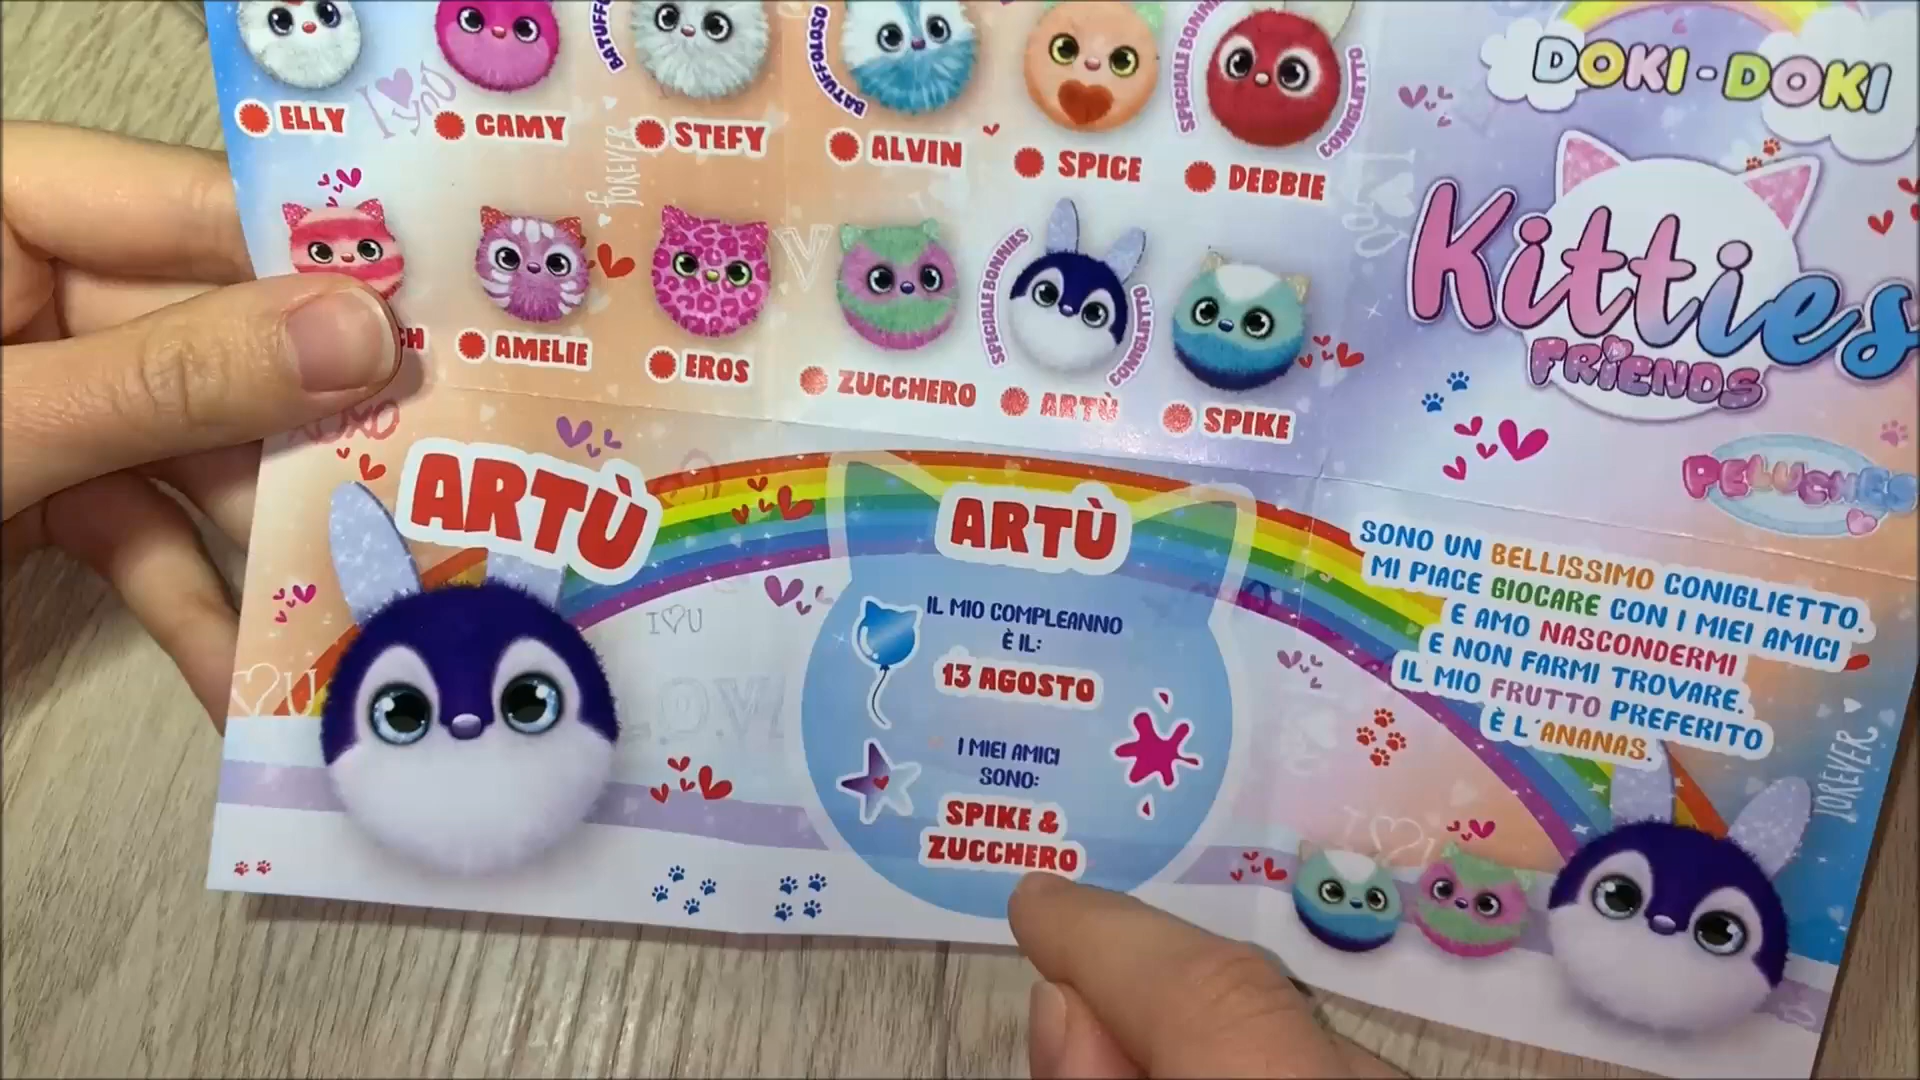 DOKI-DOKI
Kitties
FRIENDS
PELUCHES
BATUFFOLOSO
SPECIALE BONNIES
CONIGLIETTO
ELLY
CAMY
STEFY
ALVIN
SPICE
DEBBIE
I ♥ you
forever
SPECIALE BONNIES
CONIGLIETTO
AMELIE
EROS
ZUCCHERO
ARTÙ
SPIKE
XOXO
ARTÙ
ARTÙ
IL MIO COMPLEANNO
È IL:
13 AGOSTO
I MIEI AMICI
SONO:
SPIKE &
ZUCCHERO
I♥U
SONO UN BELLISSIMO CONIGLIETTO.
MI PIACE GIOCARE CON I MIEI AMICI
E AMO NASCONDERMI
E NON FARMI TROVARE.
IL MIO FRUTTO PREFERITO
È L'ANANAS.
FOREVER